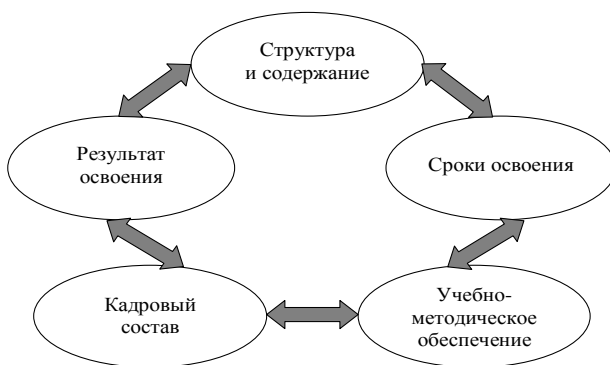 Структура
и содержание
Результат
освоения
Сроки освоения
Кадровый
состав
Учебно-
методическое
обеспечение